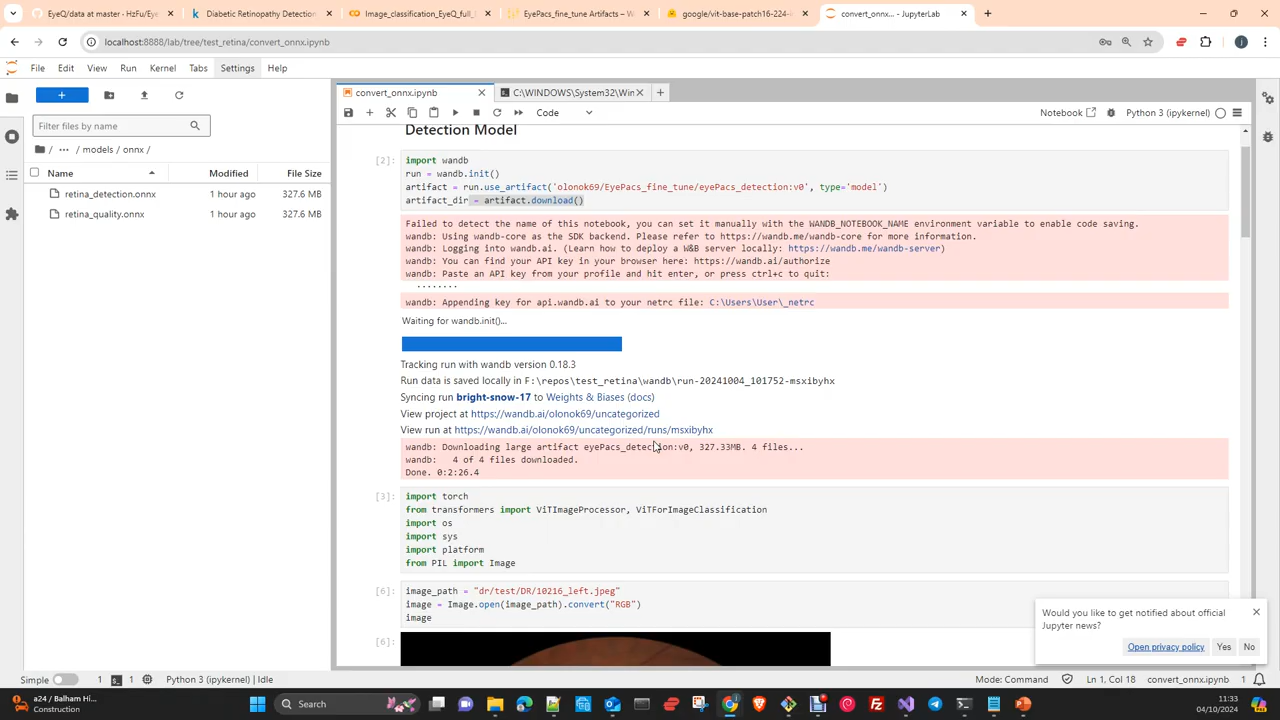 EyeQ/data at master · HzFu/Eye
Diabetic Retinopathy Detection
Image_classification_EyeQ_full_
EyePacs_fine_tune Artifacts – W
google/vit-base-patch16-224-i
convert_onnx... - JupyterLab
localhost:8888/lab/tree/test_retina/convert_onnx.ipynb
File Edit View Run Kernel Tabs Settings Help
convert_onnx.ipynb
C:\WINDOWS\System32\Win
Code
Notebook
Python 3 (ipykernel)
Filter files by name
/ ··· / models / onnx /
Name Modified File Size
retina_detection.onnx 1 hour ago 327.6 MB
retina_quality.onnx 1 hour ago 327.6 MB
Detection Model
[2]:
import wandb
run = wandb.init()
artifact = run.use_artifact('olonok69/EyePacs_fine_tune/eyePacs_detection:v0', type='model')
artifact_dir = artifact.download()
Failed to detect the name of this notebook, you can set it manually with the WANDB_NOTEBOOK_NAME environment variable to enable code saving.
wandb: Using wandb-core as the SDK backend. Please refer to https://wandb.me/wandb-core for more information.
wandb: Logging into wandb.ai. (Learn how to deploy a W&B server locally: https://wandb.me/wandb-server)
wandb: You can find your API key in your browser here: https://wandb.ai/authorize
wandb: Paste an API key from your profile and hit enter, or press ctrl+c to quit:
········
wandb: Appending key for api.wandb.ai to your netrc file: C:\Users\User\_netrc
Waiting for wandb.init()...
Tracking run with wandb version 0.18.3
Run data is saved locally in F:\repos\test_retina\wandb\run-20241004_101752-msxibyhx
Syncing run bright-snow-17 to Weights & Biases (docs)
View project at https://wandb.ai/olonok69/uncategorized
View run at https://wandb.ai/olonok69/uncategorized/runs/msxibyhx
wandb: Downloading large artifact eyePacs_detection:v0, 327.33MB. 4 files...
wandb:   4 of 4 files downloaded.
Done. 0:2:26.4
[3]:
import torch
from transformers import ViTImageProcessor, ViTForImageClassification
import os
import sys
import platform
from PIL import Image
[6]:
image_path = "dr/test/DR/10216_left.jpeg"
image = Image.open(image_path).convert("RGB")
image
[6]:
Would you like to get notified about official
Jupyter news?
Open privacy policy Yes No
Simple 1 1 Python 3 (ipykernel) | Idle Mode: Command Ln 1, Col 18 convert_onnx.ipynb 1
a24 / Balham Hi...
Construction
Search
11:33
04/10/2024